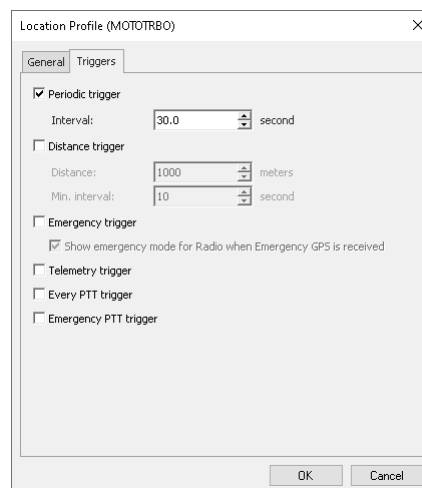 Location Profile (MOTOTRBO)
General Triggers
Periodic trigger
Interval: 30.0 second
Distance trigger
Distance: 1000 meters
Min. interval: 10 second
Emergency trigger
Show emergency mode for Radio when Emergency GPS is received
Telemetry trigger
Every PTT trigger
Emergency PTT trigger
OK Cancel